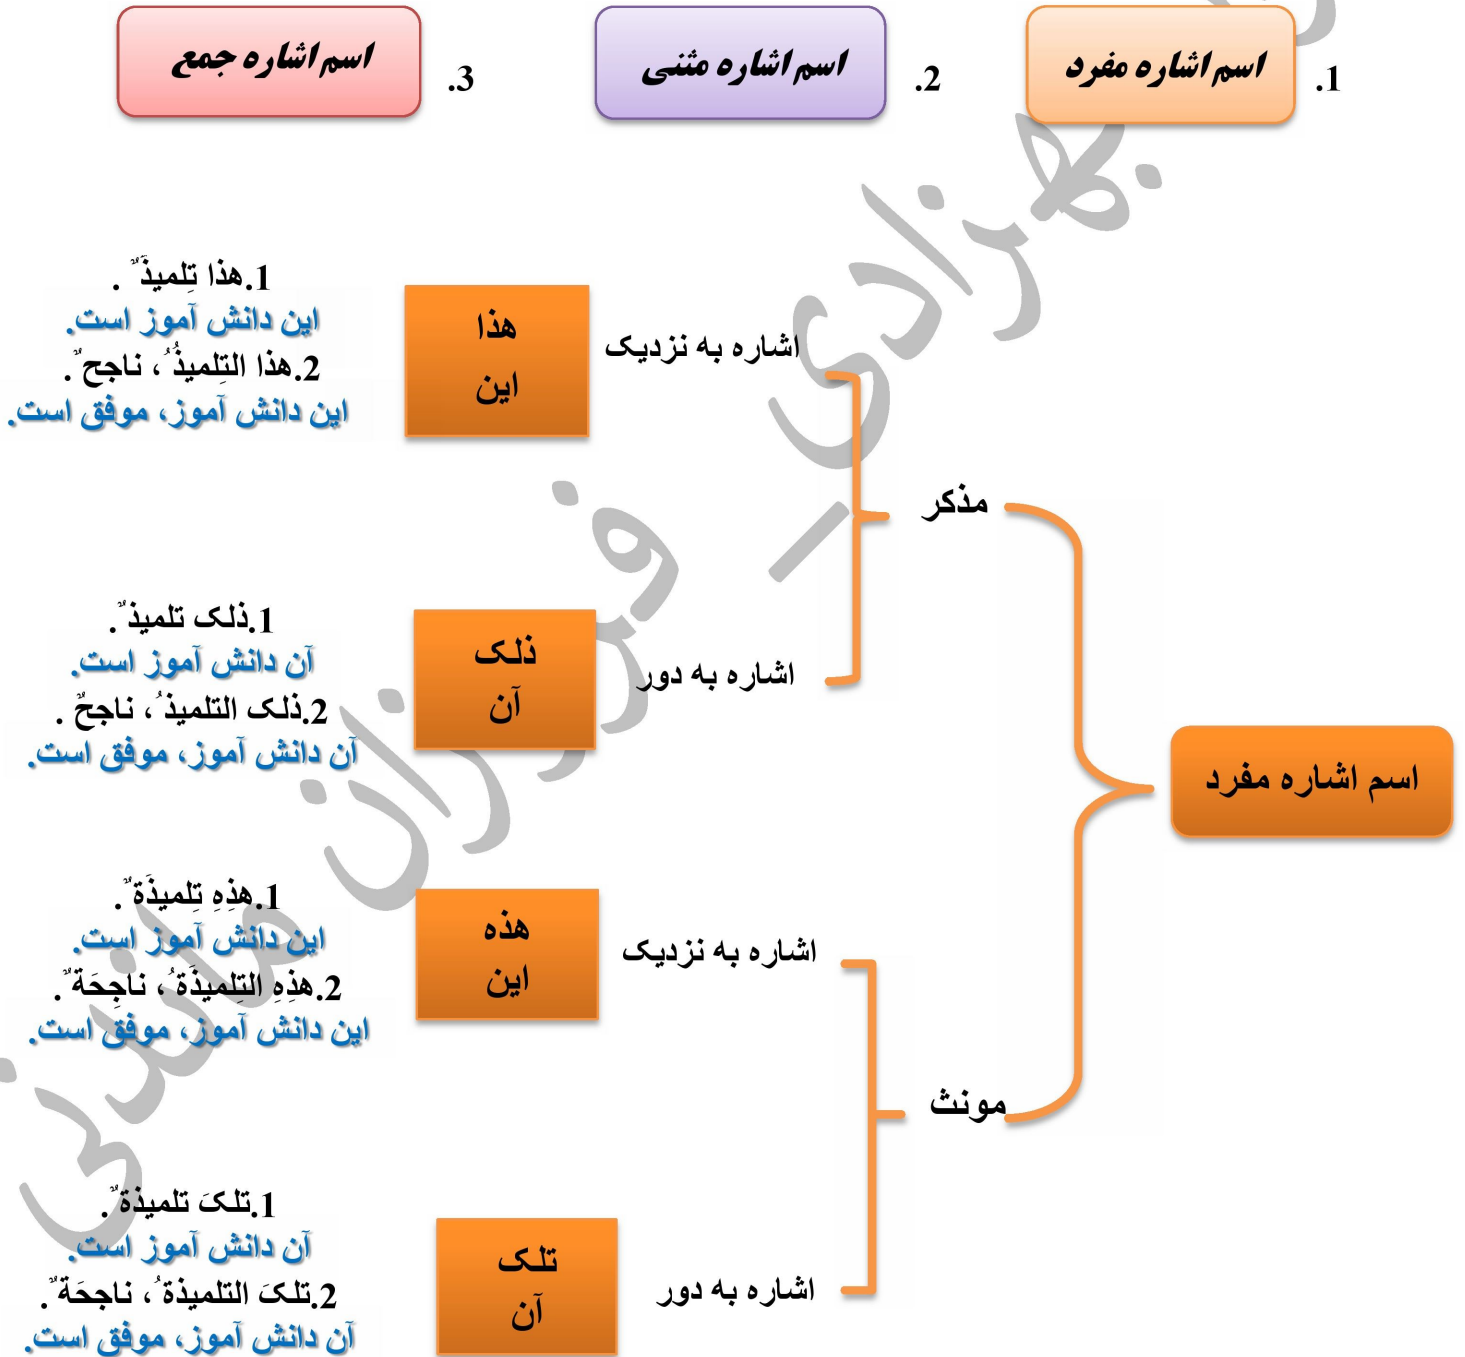 1. اسم اشاره مفرد
2. اسم اشاره مثنی
3. اسم اشاره جمع
اسم اشاره مفرد
مذکر
اشاره به نزدیک
هذا
این
1.هذا تِلمیذَ ٌ .
این دانش آموز است.
2.هذا التِلمیذُ ُ ، ناجح ٌ .
این دانش آموز، موفق است.
اشاره به دور
ذلک
آن
1.ذلک تلمیذ ٌ .
آن دانش آموز است.
2.ذلک التلمیذ ُ ، ناجحٌ .
آن دانش آموز، موفق است.
مونث
اشاره به نزدیک
هذه
این
1.هذِهِ تِلمیذَة ٌ .
این دانش آموز است.
2.هذِهِ التِلمیذَة ُ ، ناجِحَة ٌ .
این دانش آموز، موفق است.
اشاره به دور
تلک
آن
1.تلکَ تلمیذة ٌ .
آن دانش آموز است.
2.تلکَ التلمیذة ُ ، ناجحَة ٌ .
آن دانش آموز، موفق است.
بهزادی_ فرزان